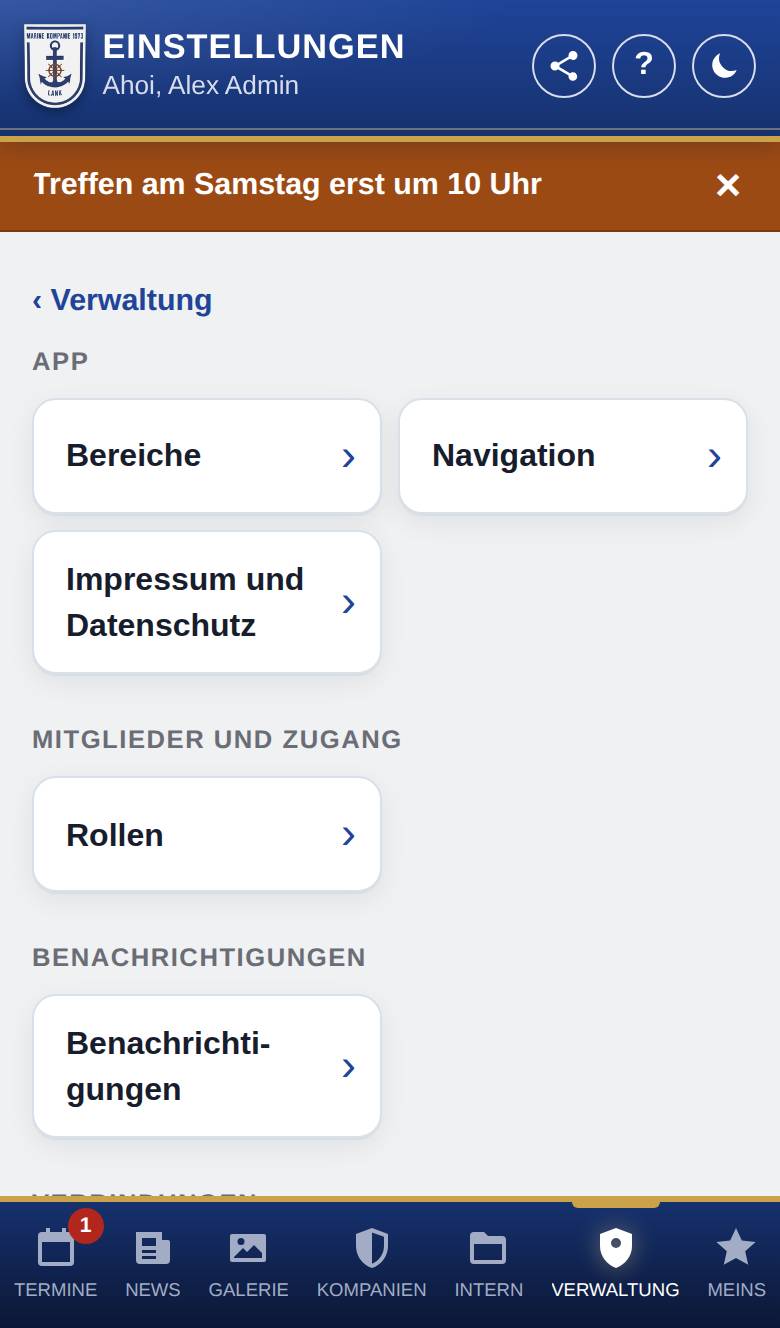 MARINE KOMPANIE 1973
LANK
EINSTELLUNGEN
Ahoi, Alex Admin
?
Treffen am Samstag erst um 10 Uhr
×
‹ Verwaltung
APP
Bereiche ›
Navigation ›
Impressum und
Datenschutz ›
MITGLIEDER UND ZUGANG
Rollen ›
BENACHRICHTIGUNGEN
Benachrichti-
gungen ›
1
TERMINE
NEWS
GALERIE
KOMPANIEN
INTERN
VERWALTUNG
MEINS